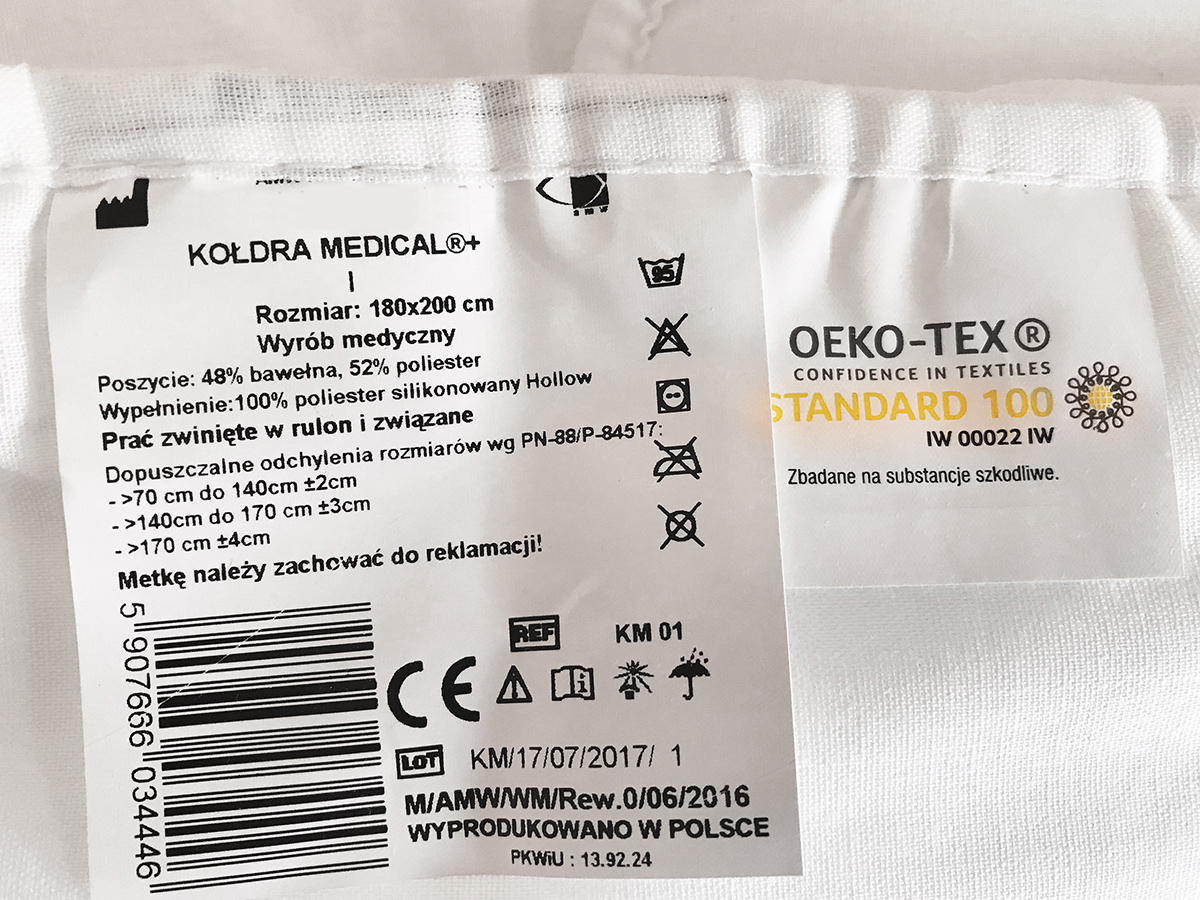 KOŁDRA MEDICAL®+
I
Rozmiar: 180x200 cm
Wyrób medyczny
Poszycie: 48% bawełna, 52% poliester
Wypełnienie:100% poliester silikonowany Hollow
Prać zwinięte w rulon i związane
Dopuszczalne odchylenia rozmiarów wg PN-88/P-84517:
- >70 cm do 140cm ±2cm
- >140cm do 170 cm ±3cm
- >170 cm ±4cm
Metkę należy zachować do reklamacji!
95
5 907666 034446
REF KM 01
CE
LOT KM/17/07/2017/ 1
M/AMW/WM/Rew.0/06/2016
WYPRODUKOWANO W POLSCE
PKWiU : 13.92.24
OEKO-TEX®
CONFIDENCE IN TEXTILES
STANDARD 100
IW 00022 IW
Zbadane na substancje szkodliwe.